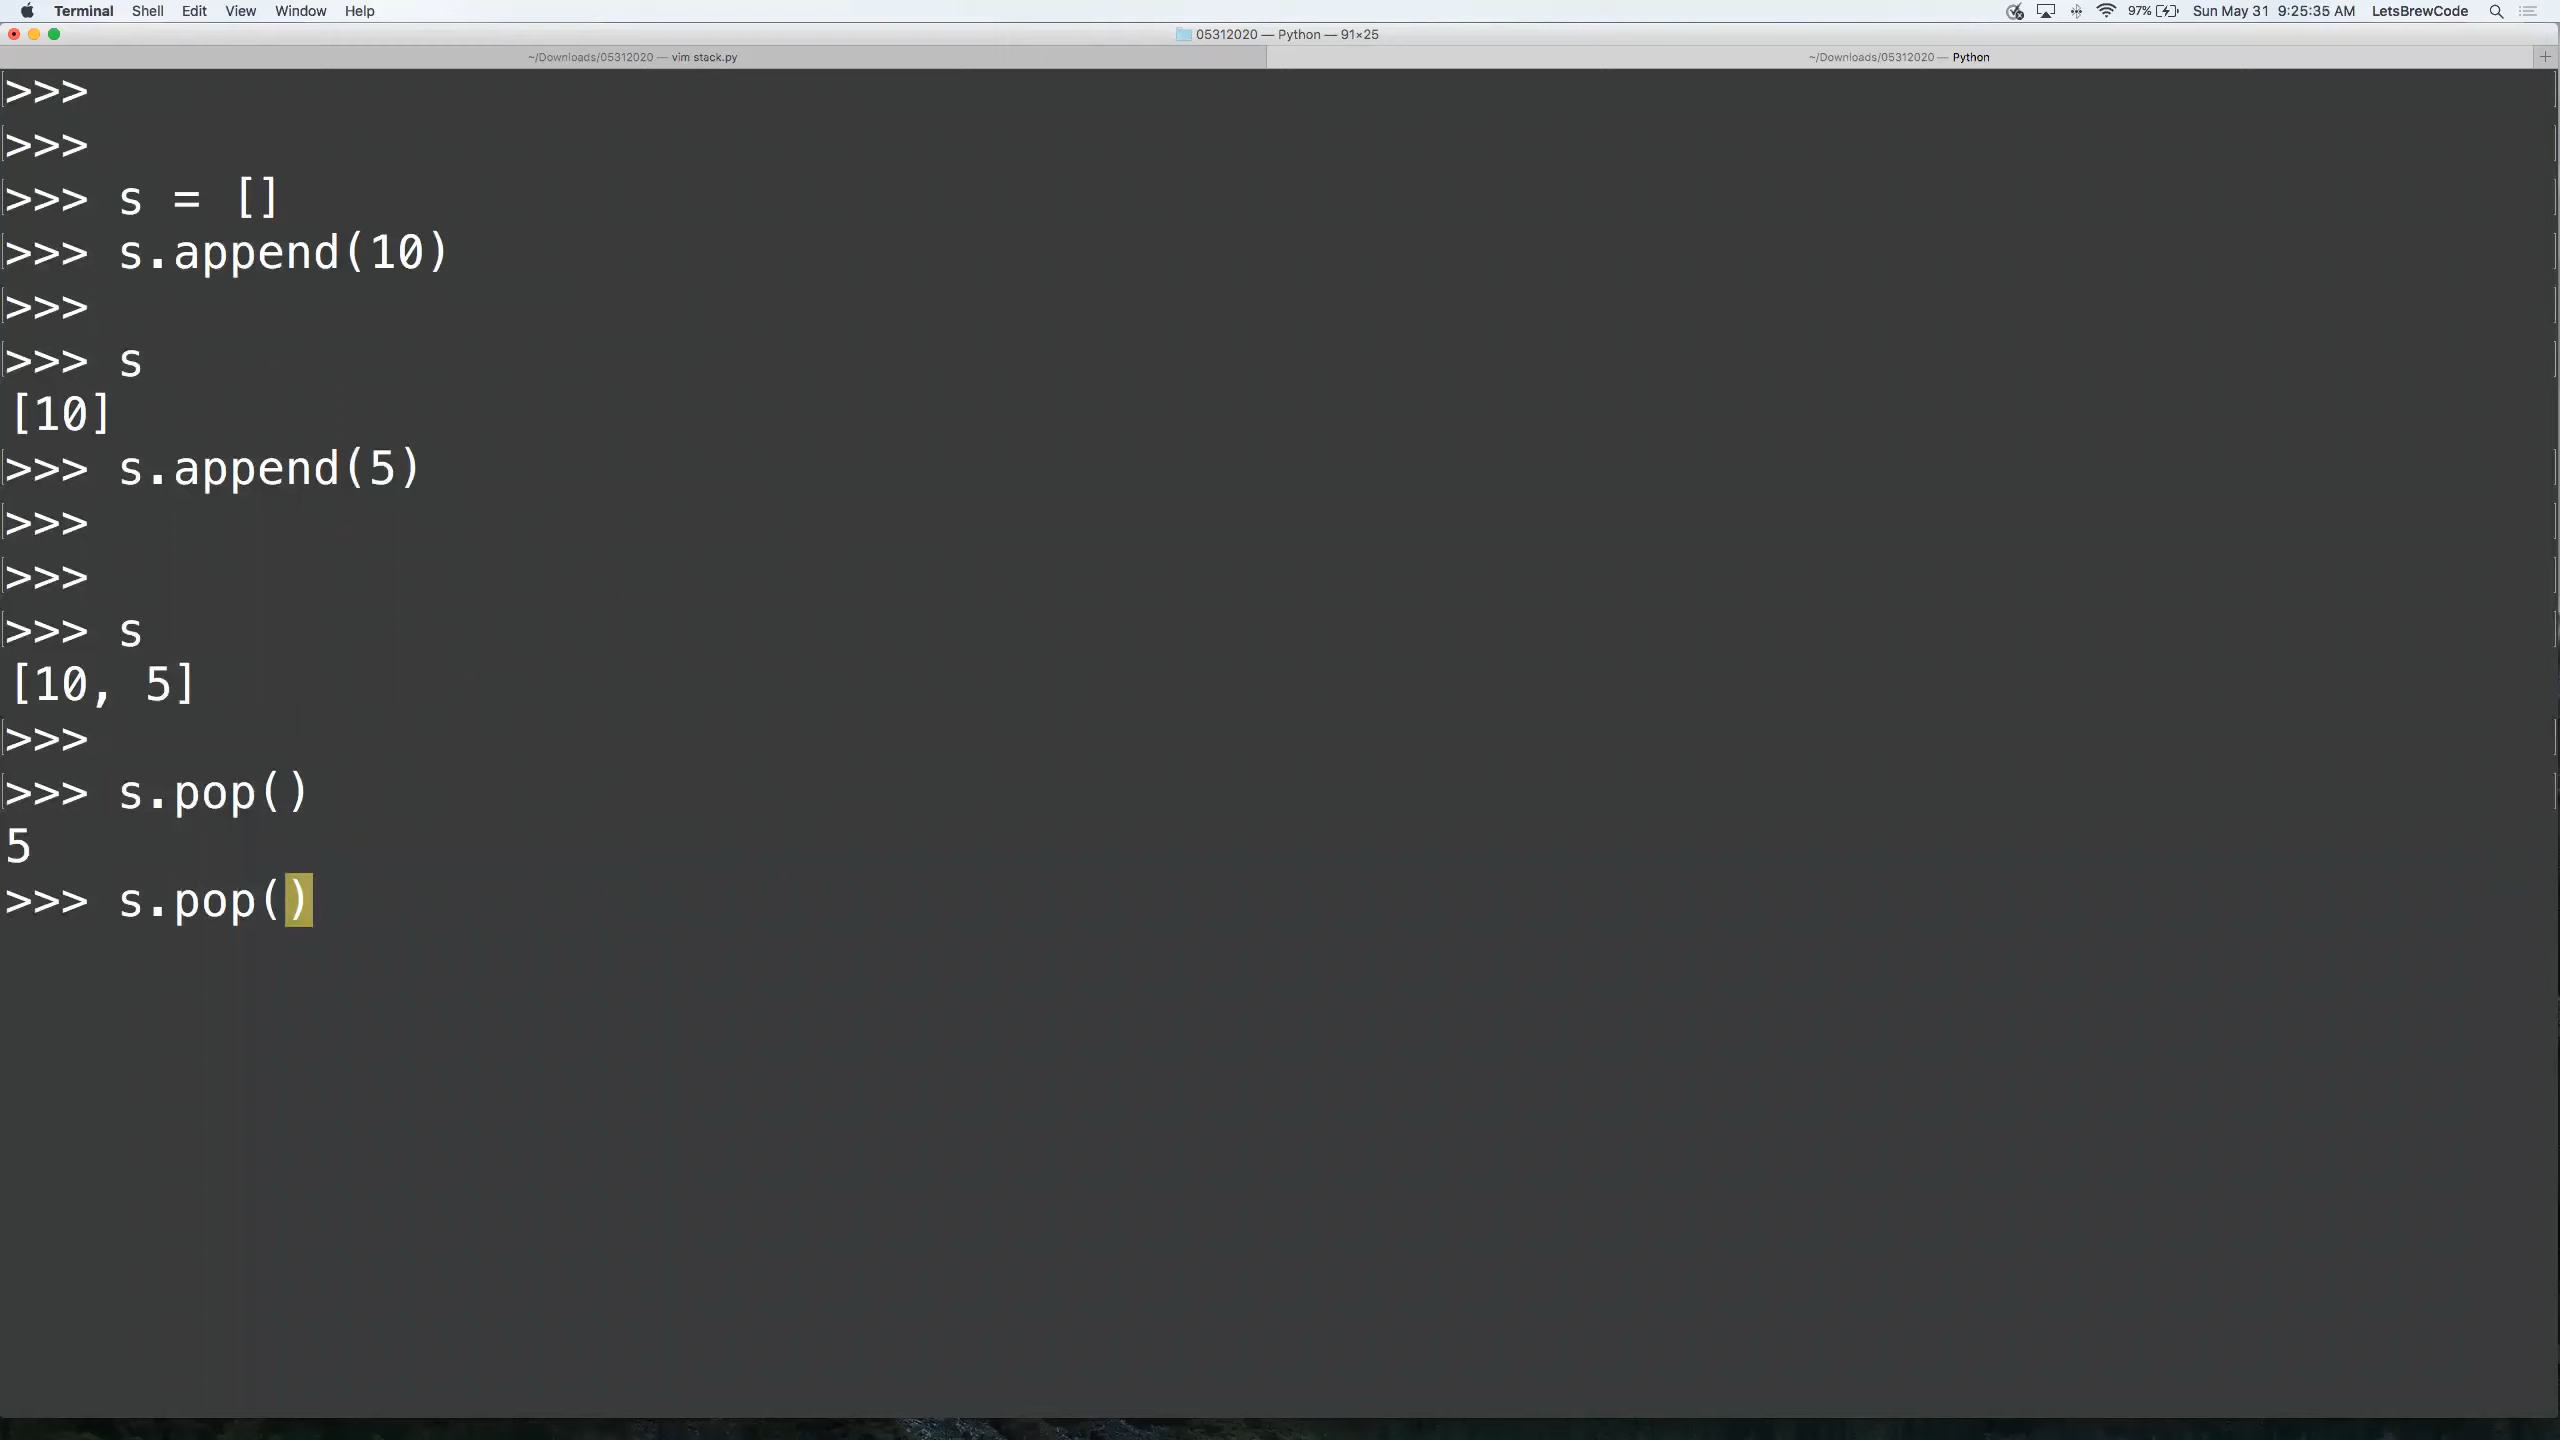 Terminal Shell Edit View Window Help 97% Sun May 31 9:25:35 AM LetsBrewCode
05312020 — Python — 91×25
~/Downloads/05312020 — vim stack.py ~/Downloads/05312020 — Python
>>>
>>>
>>> s = []
>>> s.append(10)
>>>
>>> s
[10]
>>> s.append(5)
>>>
>>>
>>> s
[10, 5]
>>>
>>> s.pop()
5
>>> s.pop()